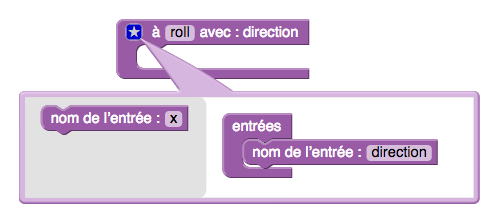 à roll avec : direction
nom de l'entrée : x
entrées
nom de l'entrée : direction